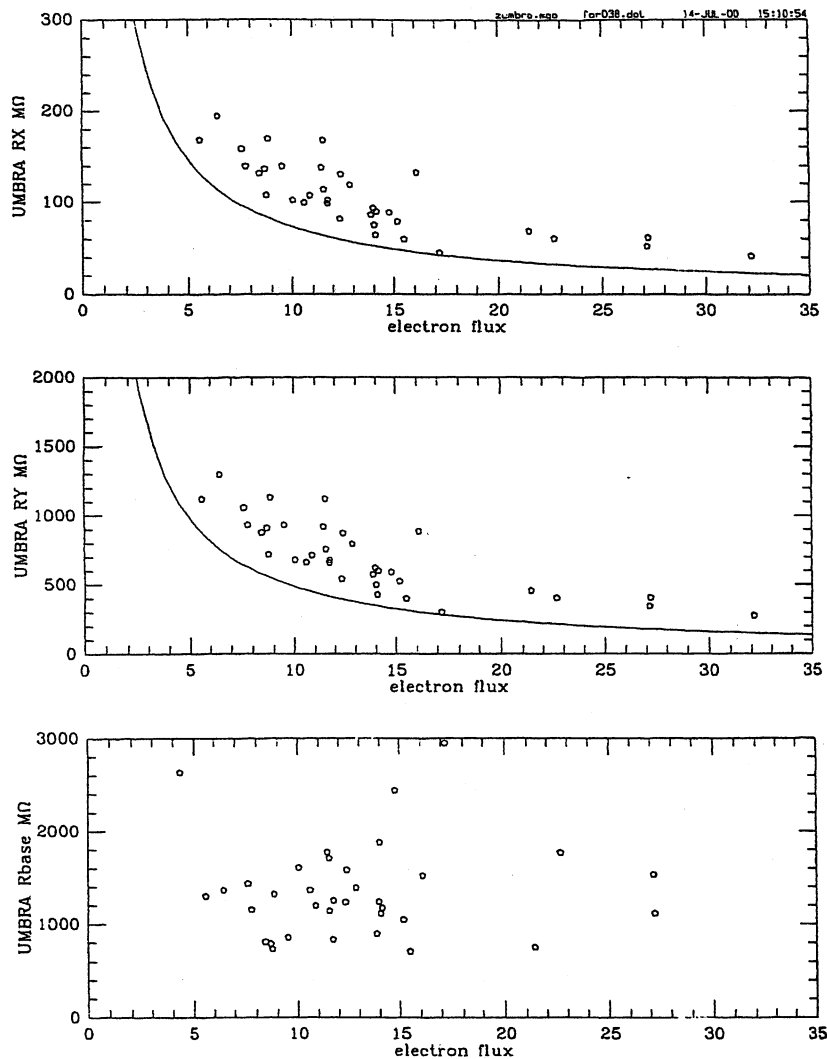 zumbro.mgo forD38.dat 14-JUL-00 15:10:54
300
200
100
0
UMBRA RX MΩ
0 5 10 15 20 25 30 35
electron flux
2000
1500
1000
500
0
UMBRA RY MΩ
0 5 10 15 20 25 30 35
electron flux
3000
2000
1000
0
UMBRA Rbase MΩ
0 5 10 15 20 25 30 35
electron flux